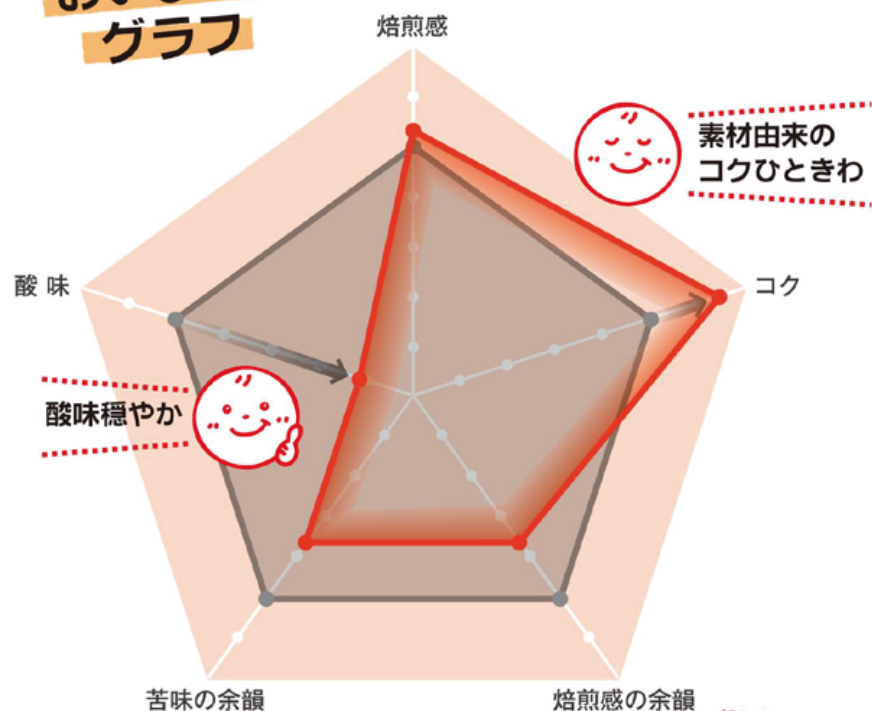 グラフ
焙煎感
素材由来の
コクひときわ
酸味
コク
酸味穏やか
苦味の余韻
焙煎感の余韻